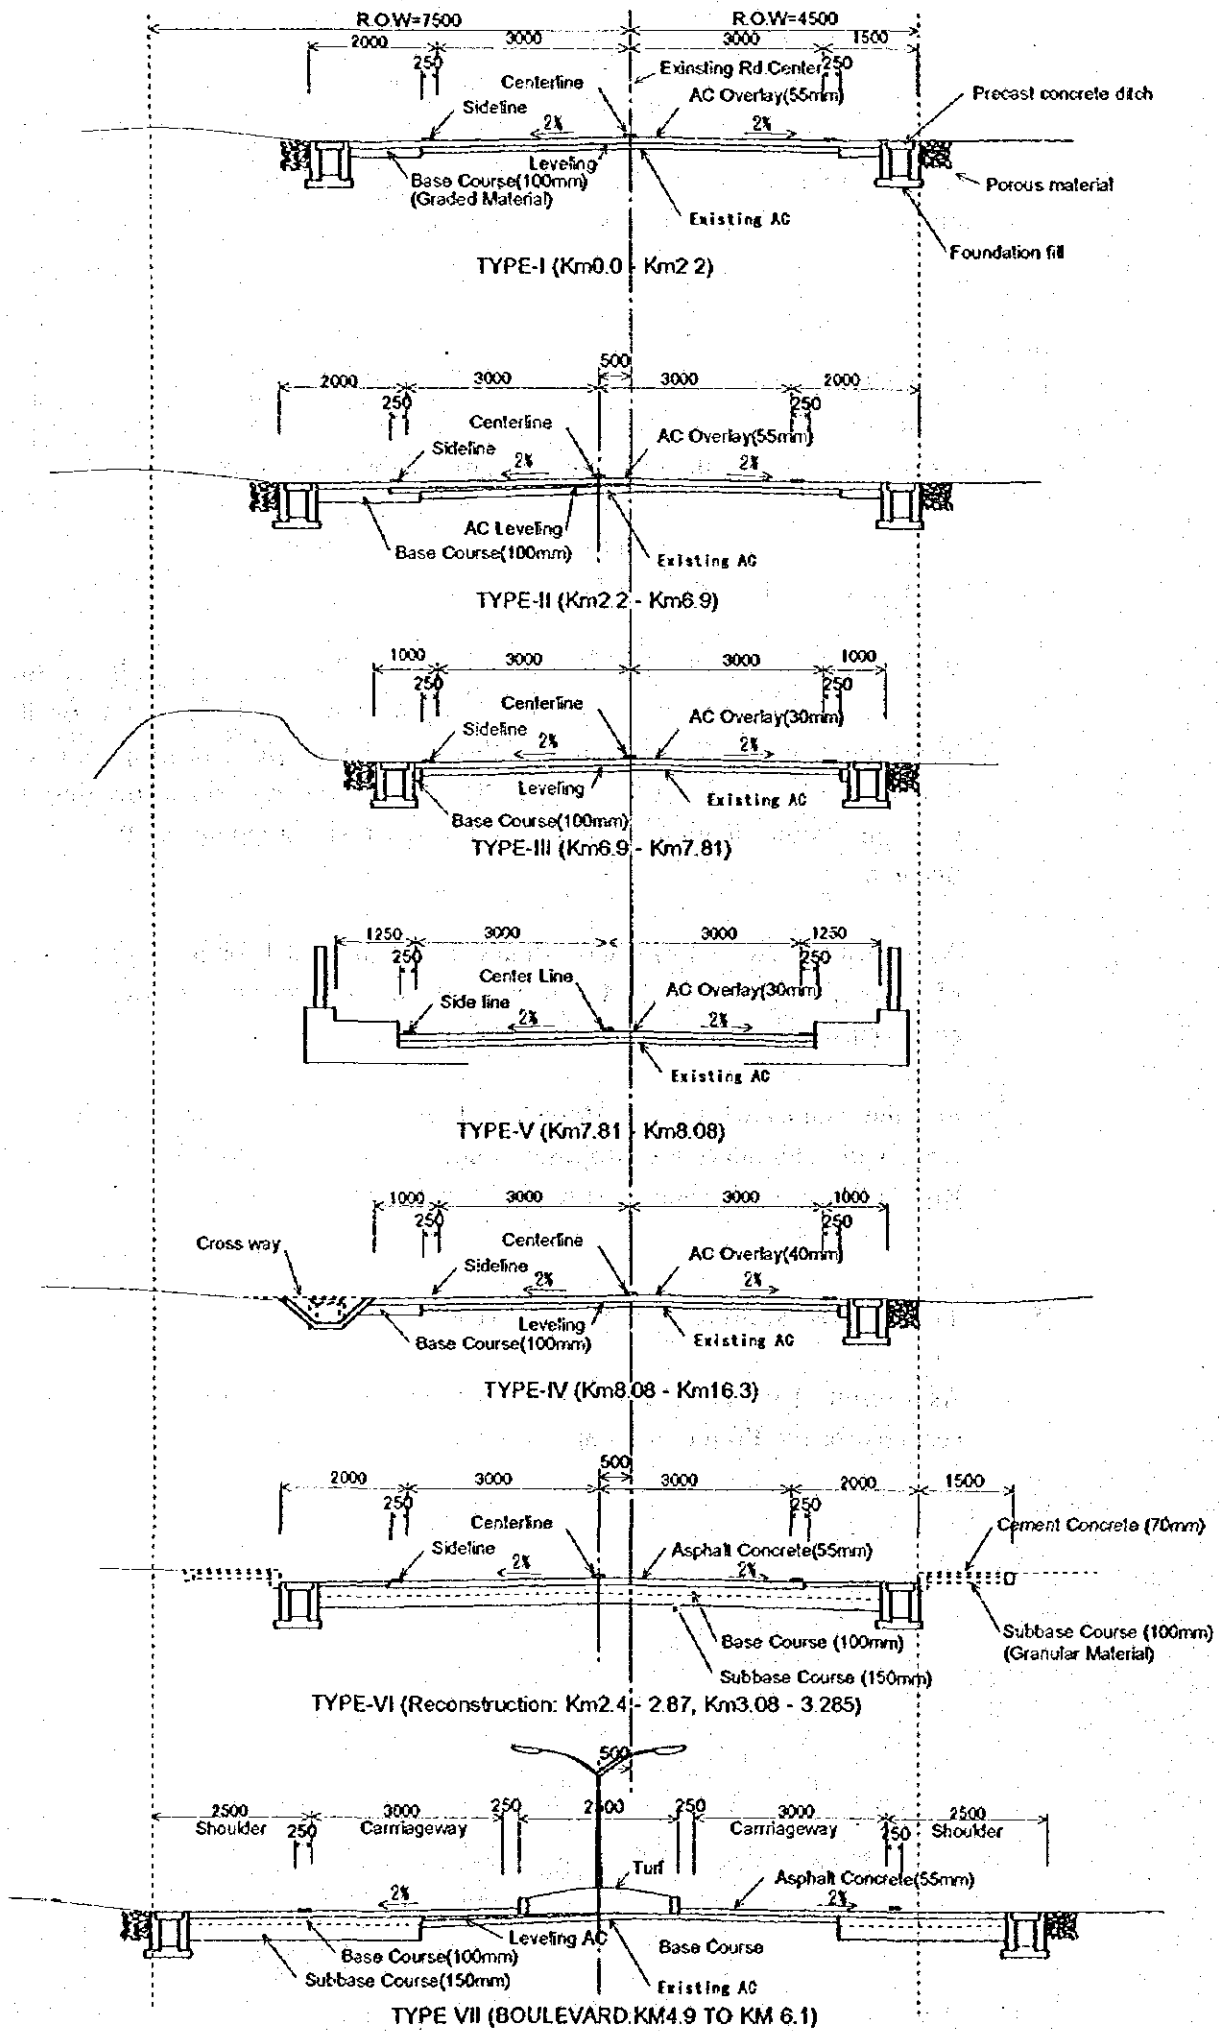 R.O.W=7500 R.O.W=4500
2000 3000 3000 1500
250 Exinsting Rd.Center 250
Centerline AC Overlay(55mm) Precast concrete ditch
Sideline
2% 2%
Leveling
Base Course(100mm) Porous material
(Graded Material)
Existing AC
Foundation fill
TYPE-I (Km0.0 - Km2.2)
500
2000 3000 3000 2000
250 250
Centerline AC Overlay(55mm)
Sideline
2% 2%
AC Leveling
Base Course(100mm) Existing AC
TYPE-II (Km2.2 - Km6.9)
1000 3000 3000 1000
250 250
Centerline AC Overlay(30mm)
Sideline
2% 2%
Leveling Existing AC
Base Course(100mm)
TYPE-III (Km6.9 - Km7.81)
1250 3000 3000 1250
250 250
Center Line AC Overlay(30mm)
Side line
2% 2%
Existing AC
TYPE-V (Km7.81 - Km8.08)
1000 3000 3000 1000
250 250
Cross way Centerline AC Overlay(40mm)
Sideline 2% 2%
Leveling
Base Course(100mm) Existing AC
TYPE-IV (Km8.08 - Km16.3)
500
2000 3000 3000 2000 1500
250 250
Centerline Cement Concrete (70mm)
Sideline Asphalt Concrete(55mm)
2% 2%
Base Course (100mm) Subbase Course (100mm)
(Granular Material)
Subbase Course (150mm)
TYPE-VI (Reconstruction: Km2.4 - 2.87, Km3.08 - 3.285)
500
2500 3000 250 2500 250 3000 2500
Shoulder 250 Carrriageway Carrriageway 250 Shoulder
Turf
Asphalt Concrete(55mm)
2% 2%
Leveling AC Base Course
Base Course(100mm)
Subbase Course(150mm)
Existing AC
TYPE VII (BOULEVARD:KM4.9 TO KM 6.1)